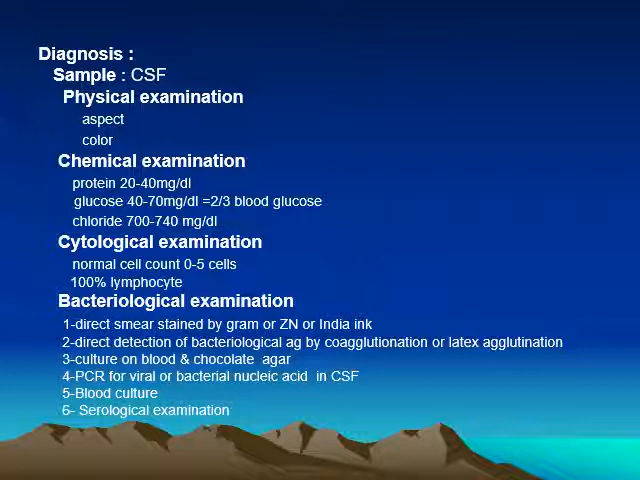 Diagnosis :
Sample : CSF
Physical examination
aspect
color
Chemical examination
protein 20-40mg/dl
glucose 40-70mg/dl =2/3 blood glucose
chloride 700-740 mg/dl
Cytological examination
normal cell count 0-5 cells
100% lymphocyte
Bacteriological examination
1-direct smear stained by gram or ZN or India ink
2-direct detection of bacteriological ag by coagglutionation or latex agglutination
3-culture on blood & chocolate agar
4-PCR for viral or bacterial nucleic acid in CSF
5-Blood culture
6- Serological examination